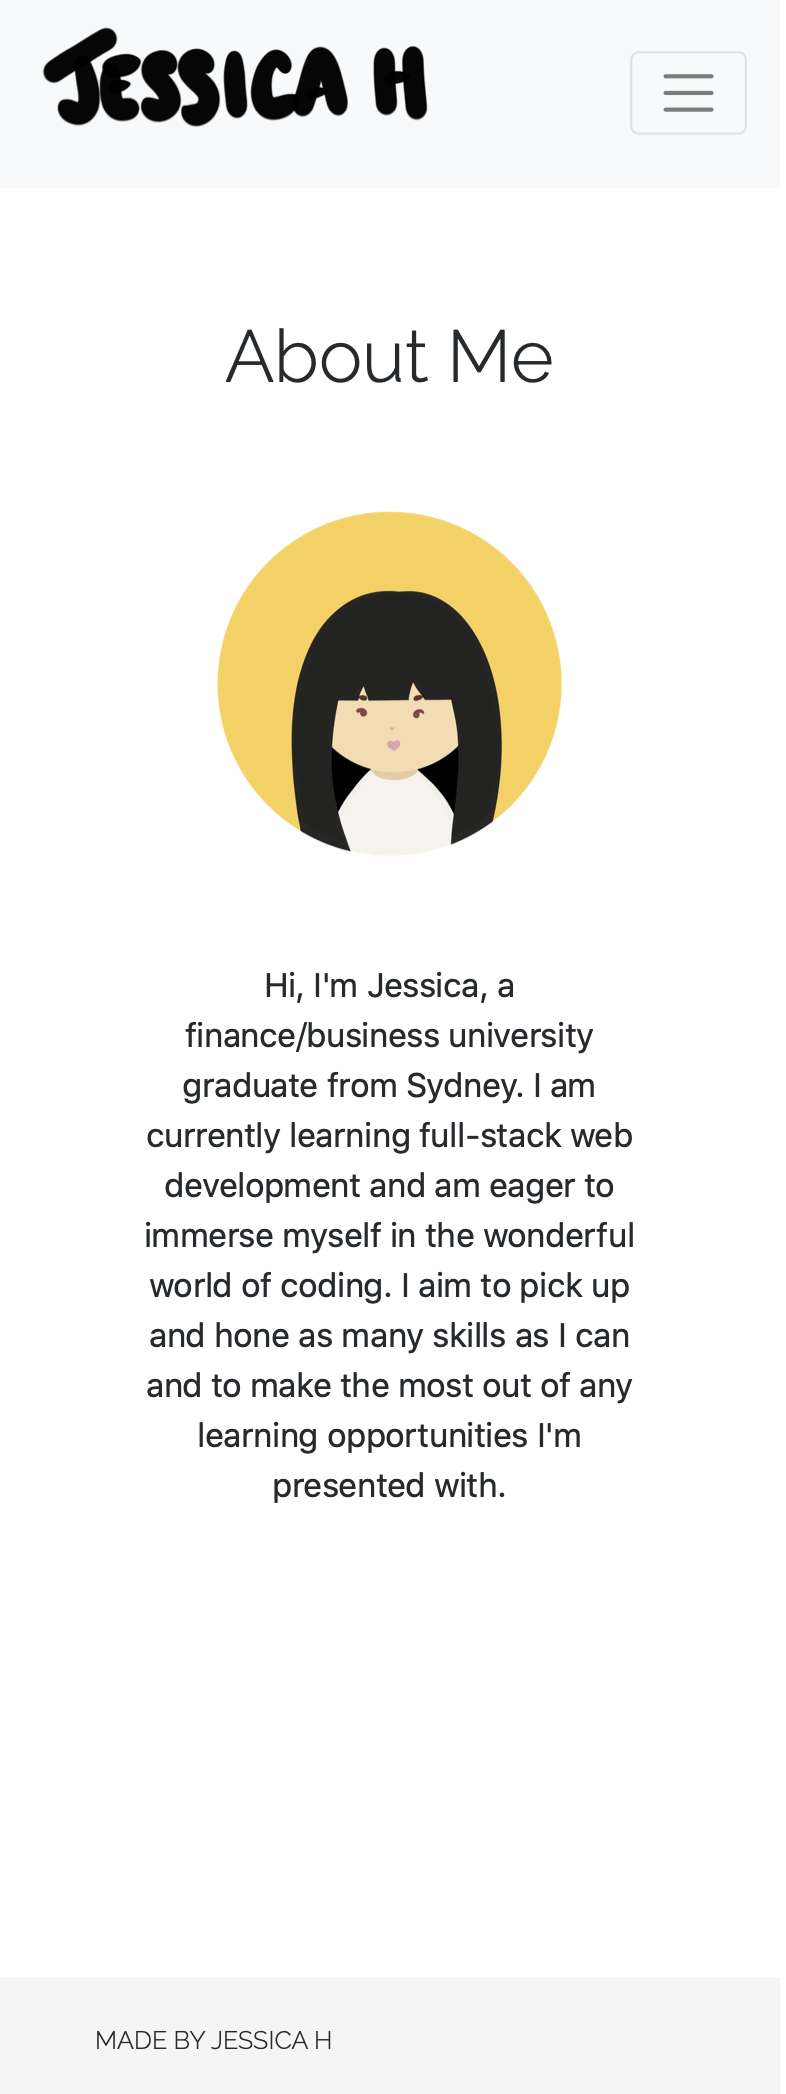 JESSICA H
About Me
Hi, I'm Jessica, a
finance/business university
graduate from Sydney. I am
currently learning full-stack web
development and am eager to
immerse myself in the wonderful
world of coding. I aim to pick up
and hone as many skills as I can
and to make the most out of any
learning opportunities I'm
presented with.
MADE BY JESSICA H